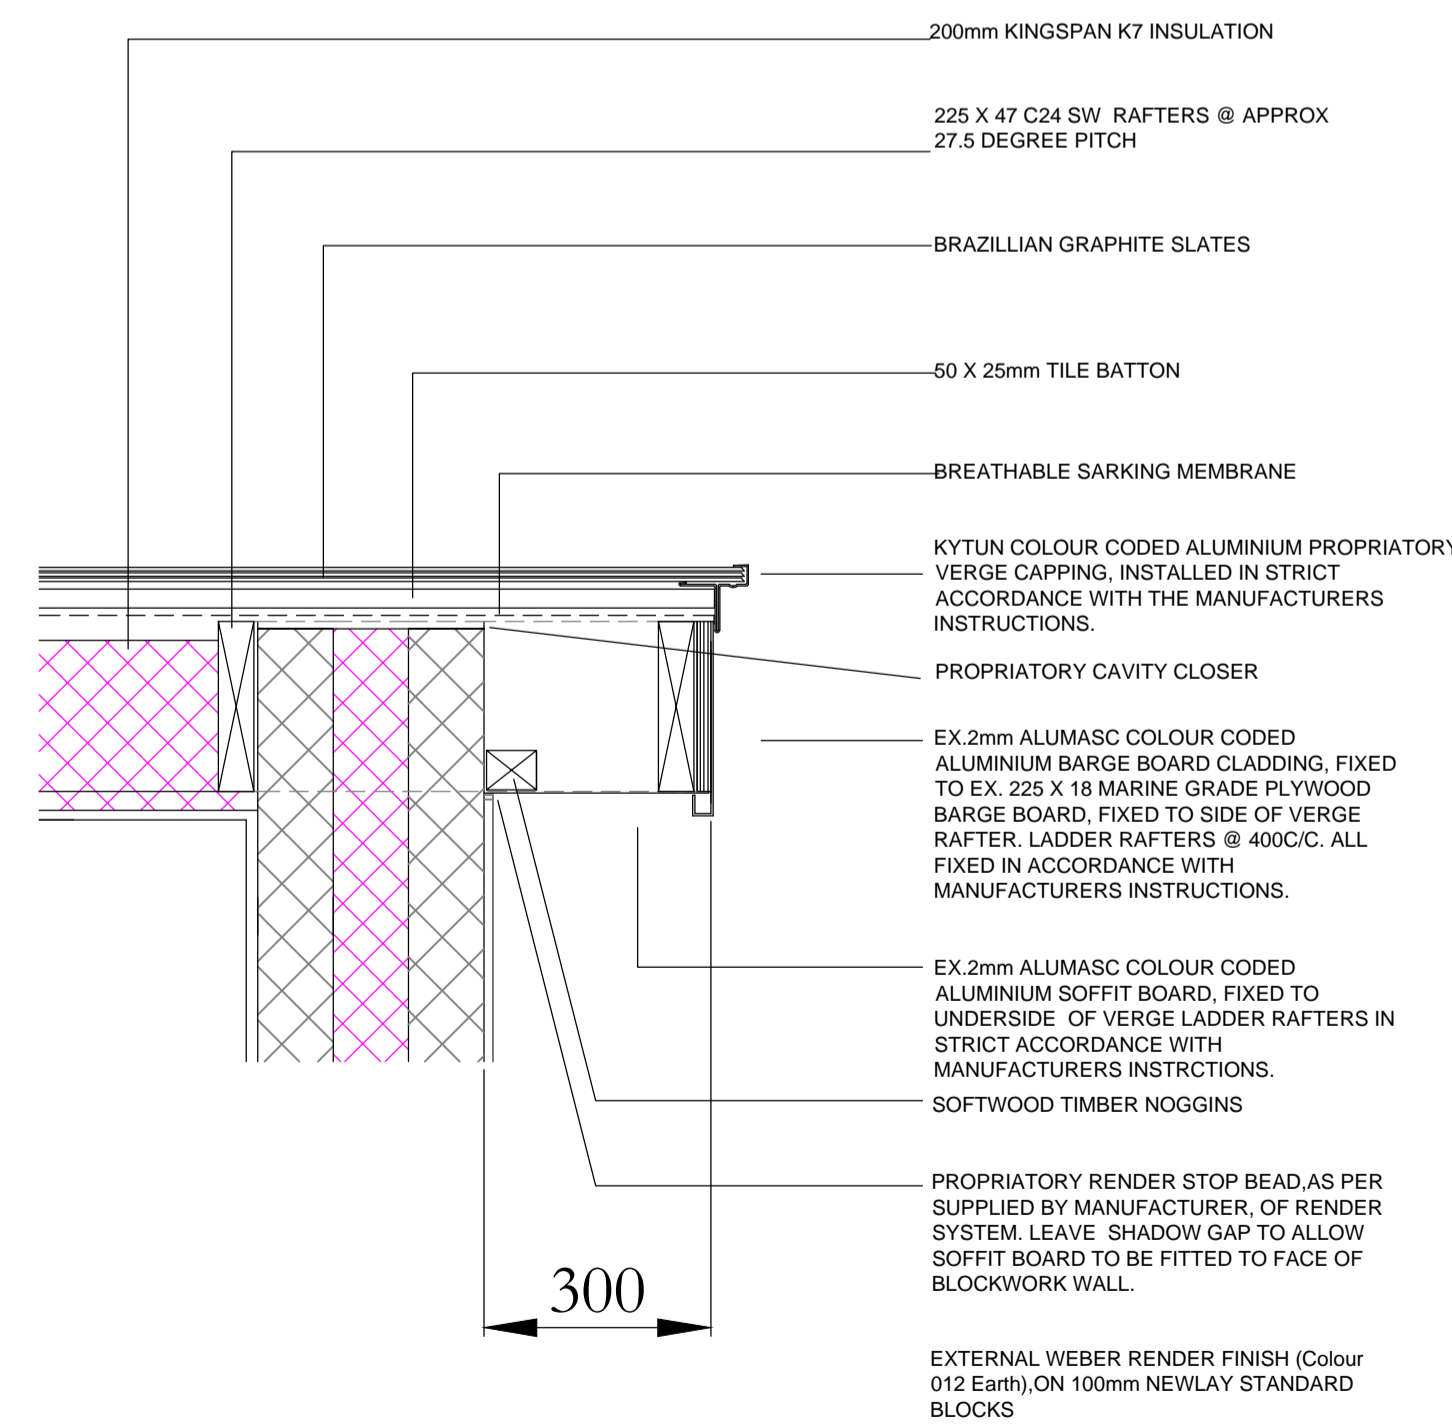 200mm KINGSPAN K7 INSULATION
225 X 47 C24 SW RAFTERS @ APPROX
27.5 DEGREE PITCH
BRAZILLIAN GRAPHITE SLATES
50 X 25mm TILE BATTON
BREATHABLE SARKING MEMBRANE
KYTUN COLOUR CODED ALUMINIUM PROPRIATORY
VERGE CAPPING, INSTALLED IN STRICT
ACCORDANCE WITH THE MANUFACTURERS
INSTRUCTIONS.
PROPRIATORY CAVITY CLOSER
EX.2mm ALUMASC COLOUR CODED
ALUMINIUM BARGE BOARD CLADDING, FIXED
TO EX. 225 X 18 MARINE GRADE PLYWOOD
BARGE BOARD, FIXED TO SIDE OF VERGE
RAFTER. LADDER RAFTERS @ 400C/C. ALL
FIXED IN ACCORDANCE WITH
MANUFACTURERS INSTRUCTIONS.
EX.2mm ALUMASC COLOUR CODED
ALUMINIUM SOFFIT BOARD, FIXED TO
UNDERSIDE OF VERGE LADDER RAFTERS IN
STRICT ACCORDANCE WITH
MANUFACTURERS INSTRCTIONS.
SOFTWOOD TIMBER NOGGINS
PROPRIATORY RENDER STOP BEAD,AS PER
SUPPLIED BY MANUFACTURER, OF RENDER
SYSTEM. LEAVE SHADOW GAP TO ALLOW
SOFFIT BOARD TO BE FITTED TO FACE OF
BLOCKWORK WALL.
300
EXTERNAL WEBER RENDER FINISH (Colour
012 Earth),ON 100mm NEWLAY STANDARD
BLOCKS